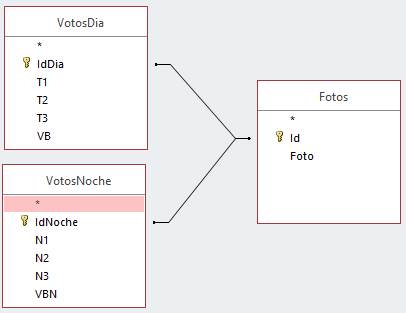 VotosDia
*
IdDia
T1
T2
T3
VB
VotosNoche
*
IdNoche
N1
N2
N3
VBN
Fotos
*
Id
Foto